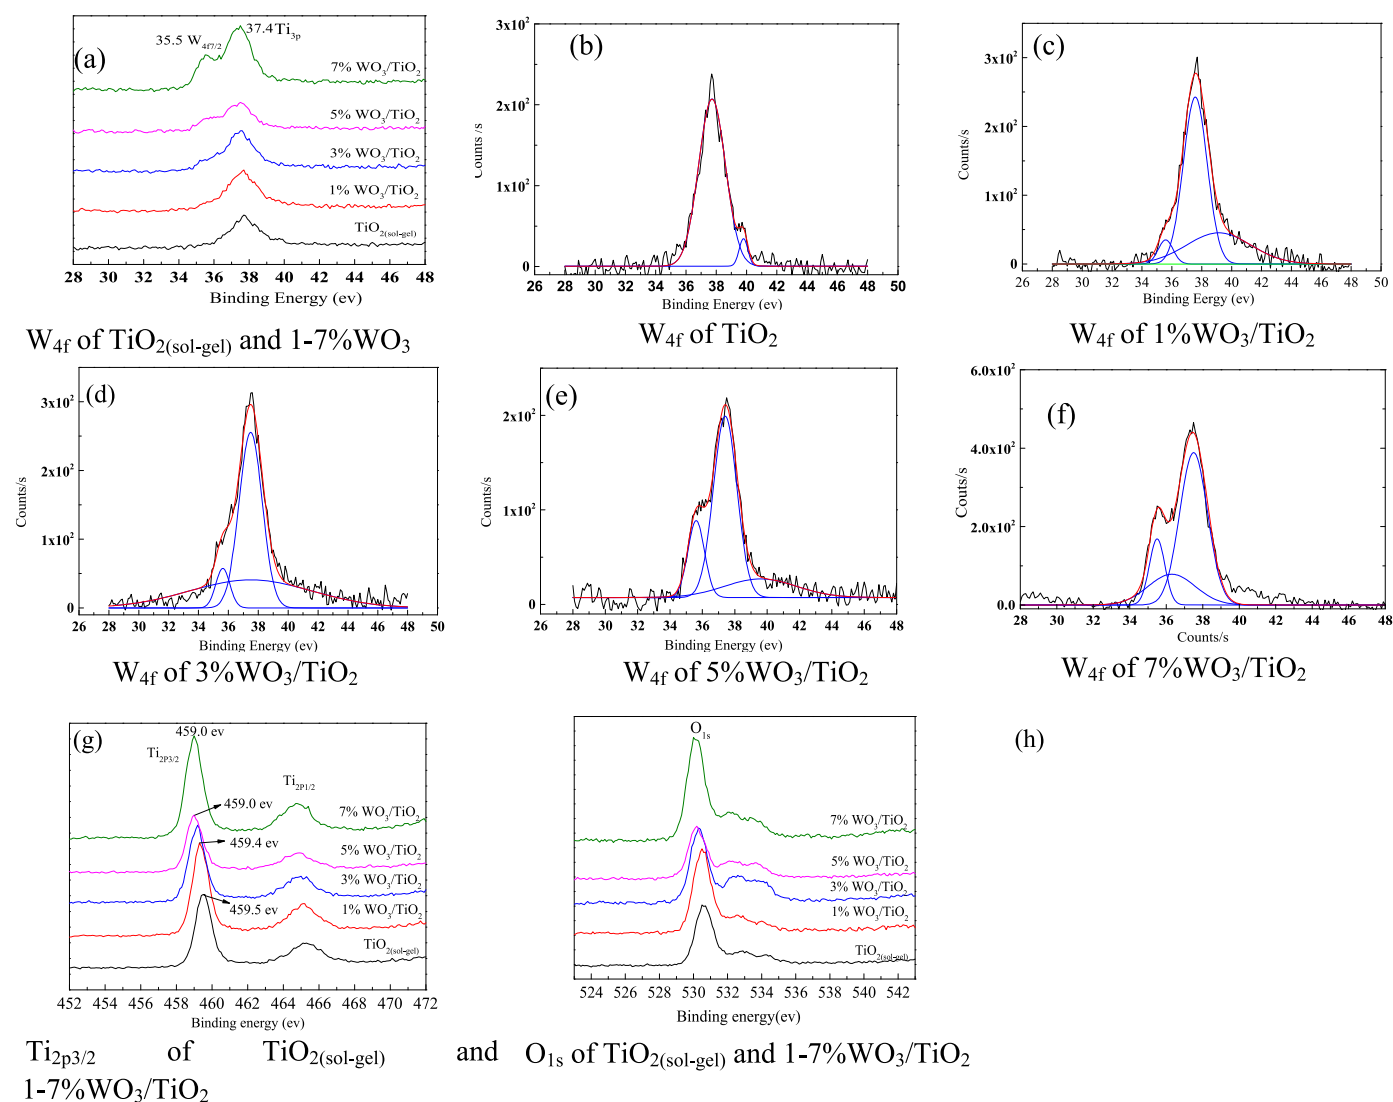 (a)
35.5 W4f7/2
37.4 Ti3p
7% WO3/TiO2
5% WO3/TiO2
3% WO3/TiO2
1% WO3/TiO2
TiO2(sol-gel)
28 30 32 34 36 38 40 42 44 46 48
Binding Energy (ev)
W4f of TiO2(sol-gel) and 1-7%WO3
(b)
3x10²
2x10²
1x10²
0
Counts /s
26 28 30 32 34 36 38 40 42 44 46 48 50
Binding Energy (ev)
W4f of TiO2
(c)
3x10²
2x10²
1x10²
0
Counts/s
26 28 30 32 34 36 38 40 42 44 46 48 50
Binding Eergy (ev)
W4f of 1%WO3/TiO2
(d)
3x10²
2x10²
1x10²
0
Counts/s
26 28 30 32 34 36 38 40 42 44 46 48 50
Binding Energy (ev)
W4f of 3%WO3/TiO2
(e)
2x10²
1x10²
0
Counts/s
26 28 30 32 34 36 38 40 42 44 46 48
Binding Energy (ev)
W4f of 5%WO3/TiO2
(f)
6.0x10²
4.0x10²
2.0x10²
0.0
Couts/s
28 30 32 34 36 38 40 42 44 46 48
Counts/s
W4f of 7%WO3/TiO2
(g)
459.0 ev
Ti2P3/2
Ti2P1/2
459.0 ev
7% WO3/TiO2
459.4 ev
5% WO3/TiO2
3% WO3/TiO2
459.5 ev
1% WO3/TiO2
TiO2(sol-gel)
452 454 456 458 460 462 464 466 468 470 472
Binding energy (ev)
Ti2p3/2 of TiO2(sol-gel) and
1-7%WO3/TiO2
O1s
7% WO3/TiO2
5% WO3/TiO2
3% WO3/TiO2
1% WO3/TiO2
TiO2(sol-gel)
524 526 528 530 532 534 536 538 540 542
Binding energy(ev)
O1s of TiO2(sol-gel) and 1-7%WO3/TiO2
(h)